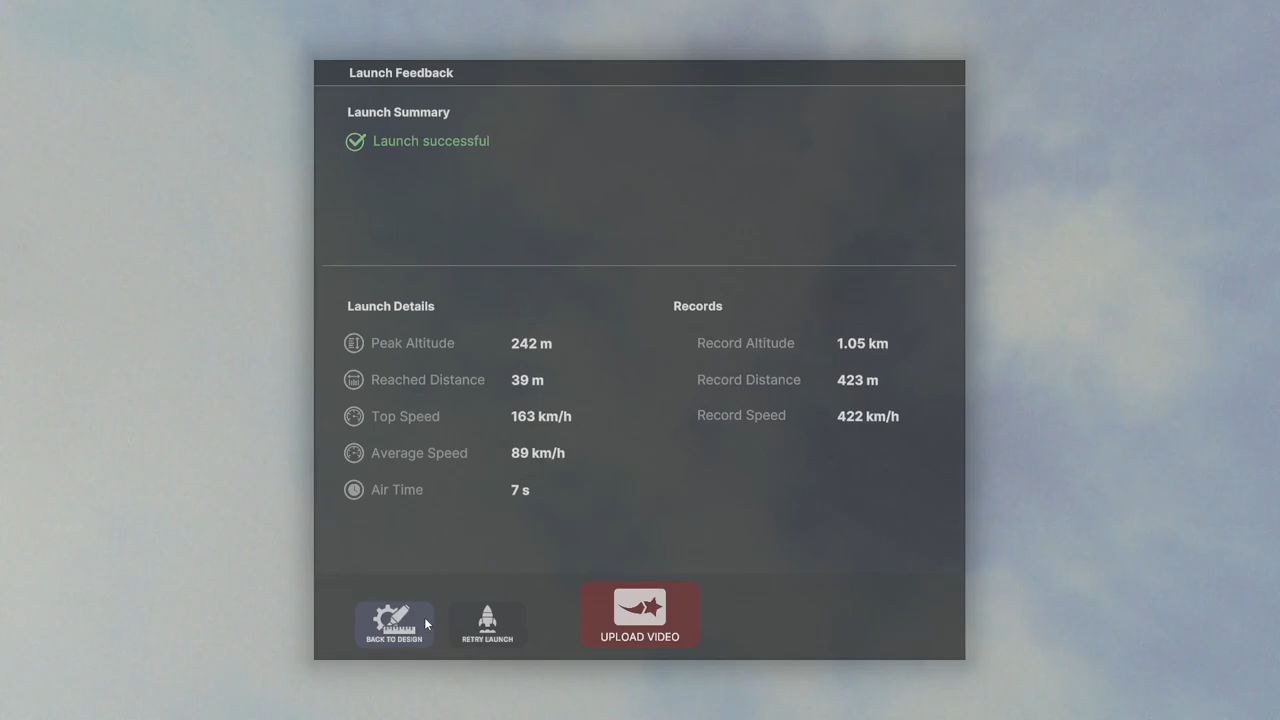 Launch Feedback
Launch Summary
Launch successful
Launch Details
Peak Altitude 242 m
Reached Distance 39 m
Top Speed 163 km/h
Average Speed 89 km/h
Air Time 7 s
Records
Record Altitude 1.05 km
Record Distance 423 m
Record Speed 422 km/h
BACK TO DESIGN
RETRY LAUNCH
UPLOAD VIDEO